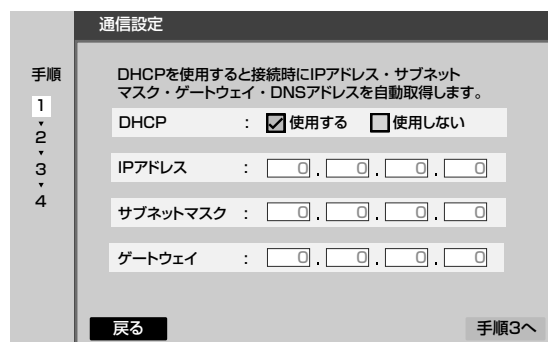 通信設定
手順
1
2
3
4
DHCPを使用すると接続時にIPアドレス・サブネット
マスク・ゲートウェイ・DNSアドレスを自動取得します。
DHCP : 使用する 使用しない
IPアドレス : 0 . 0 . 0 . 0
サブネットマスク : 0 . 0 . 0 . 0
ゲートウェイ : 0 . 0 . 0 . 0
戻る 手順3へ